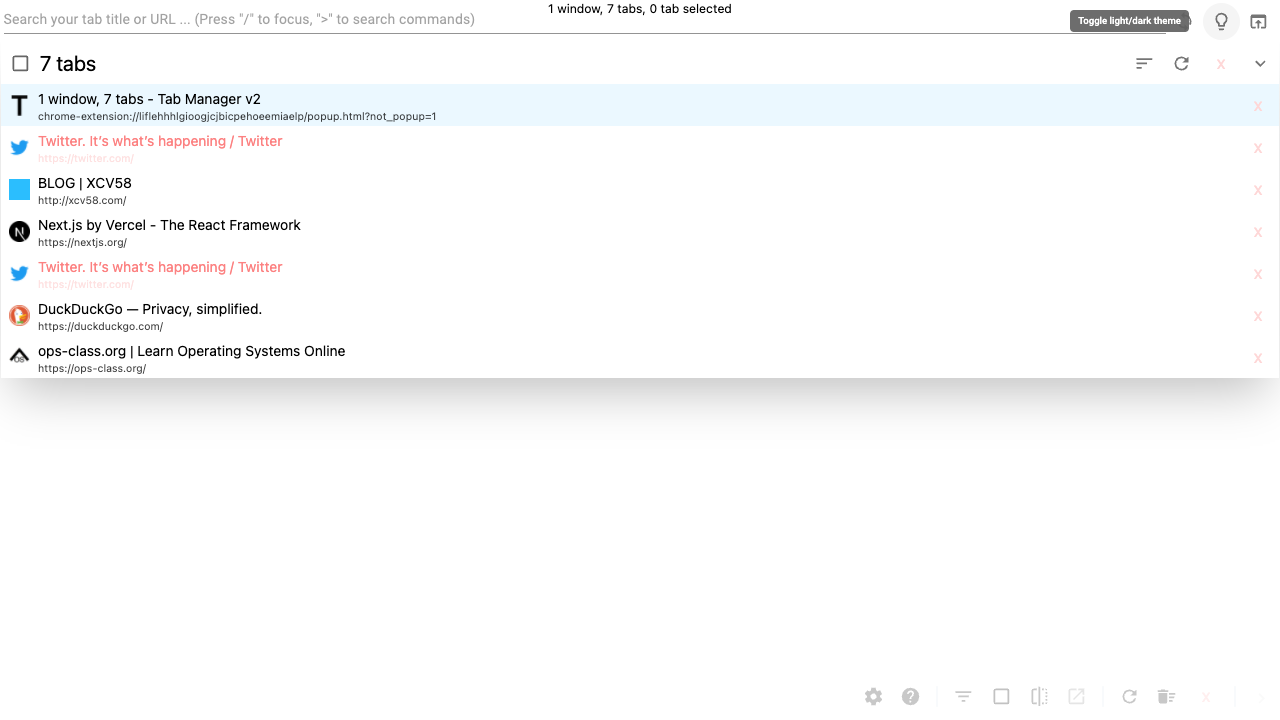 1 window, 7 tabs, 0 tab selected
Search your tab title or URL ... (Press "/" to focus, ">" to search commands)
Toggle light/dark theme
7 tabs
x
1 window, 7 tabs - Tab Manager v2
chrome-extension://liflehhhlgioogjcjbicpehoeemiaelp/popup.html?not_popup=1
x
Twitter. It’s what’s happening / Twitter
https://twitter.com/
x
BLOG | XCV58
http://xcv58.com/
x
Next.js by Vercel - The React Framework
https://nextjs.org/
x
Twitter. It’s what’s happening / Twitter
https://twitter.com/
x
DuckDuckGo — Privacy, simplified.
https://duckduckgo.com/
x
ops-class.org | Learn Operating Systems Online
https://ops-class.org/
x
x